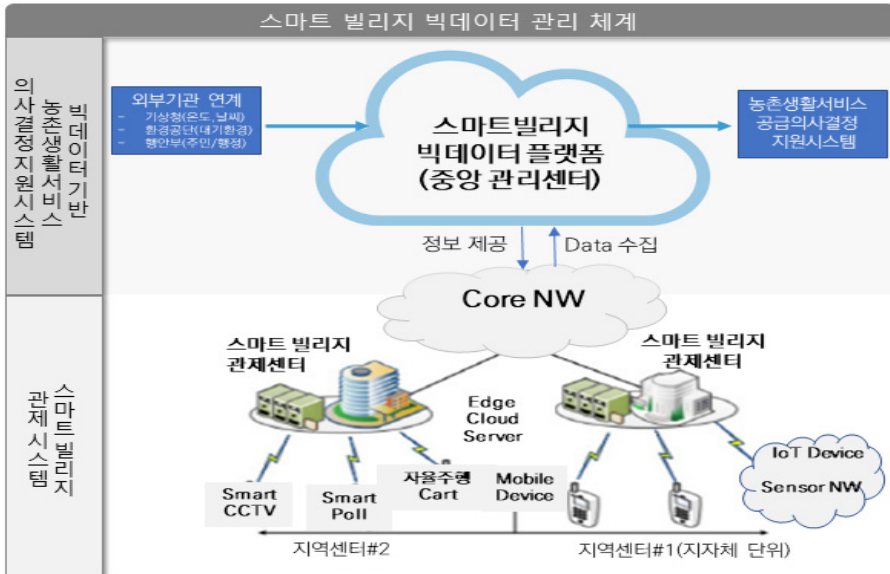 스마트 빌리지 빅데이터 관리 체계
빅데이터기반
농촌생활서비스
의사결정지원시스템
외부기관 연계
- 기상청(온도,날씨)
- 환경공단(대기환경)
- 행안부(주민/행정)
스마트빌리지
빅데이터 플랫폼
(중앙 관리센터)
농촌생활서비스
공급의사결정
지원시스템
정보 제공
Data 수집
Core NW
스마트빌리지
관제시스템
스마트 빌리지
관제센터
스마트 빌리지
관제센터
Edge
Cloud
Server
Smart
CCTV
Smart
Poll
자율주행
Cart
Mobile
Device
IoT Device
Sensor NW
지역센터#2
지역센터#1(지자체 단위)